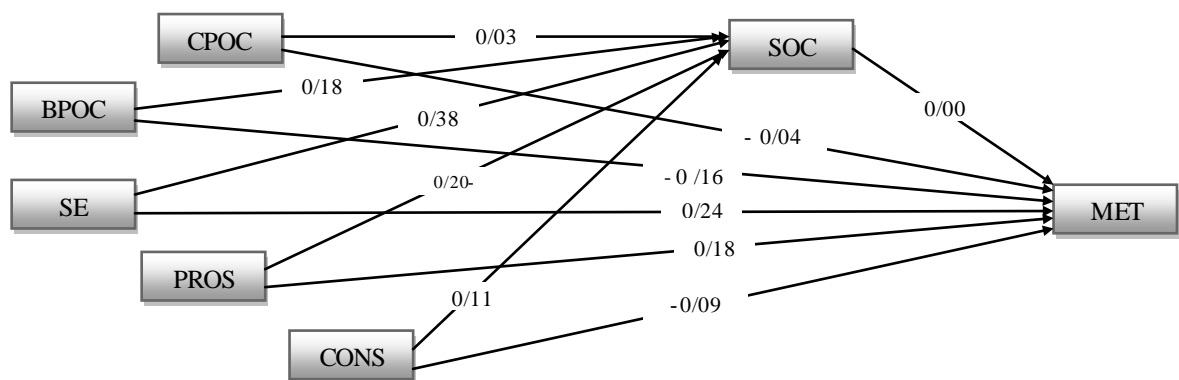 CPOC
0/03
SOC
0/18
BPOC
0/38
0/00
- 0/04
0/20-
-0 /16
SE
0/24
MET
PROS
0/18
0/11
-0/09
CONS